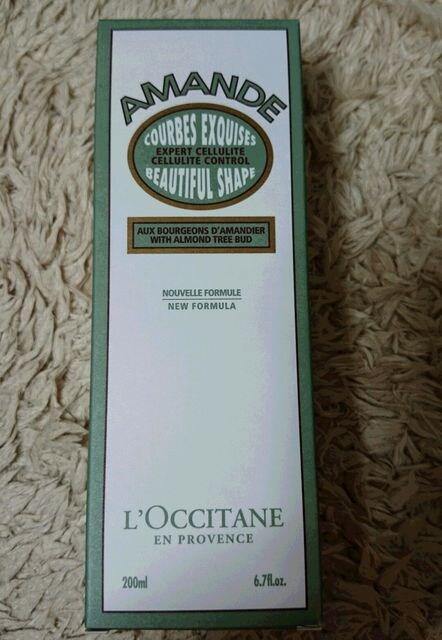 AMANDE
COURBES EXQUISES
EXPERT CELLULITE
CELLULITE CONTROL
BEAUTIFUL SHAPE
AUX BOURGEONS D'AMANDIER
WITH ALMOND TREE BUD
NOUVELLE FORMULE
NEW FORMULA
L'OCCITANE
EN PROVENCE
200ml 6.7fl.oz.